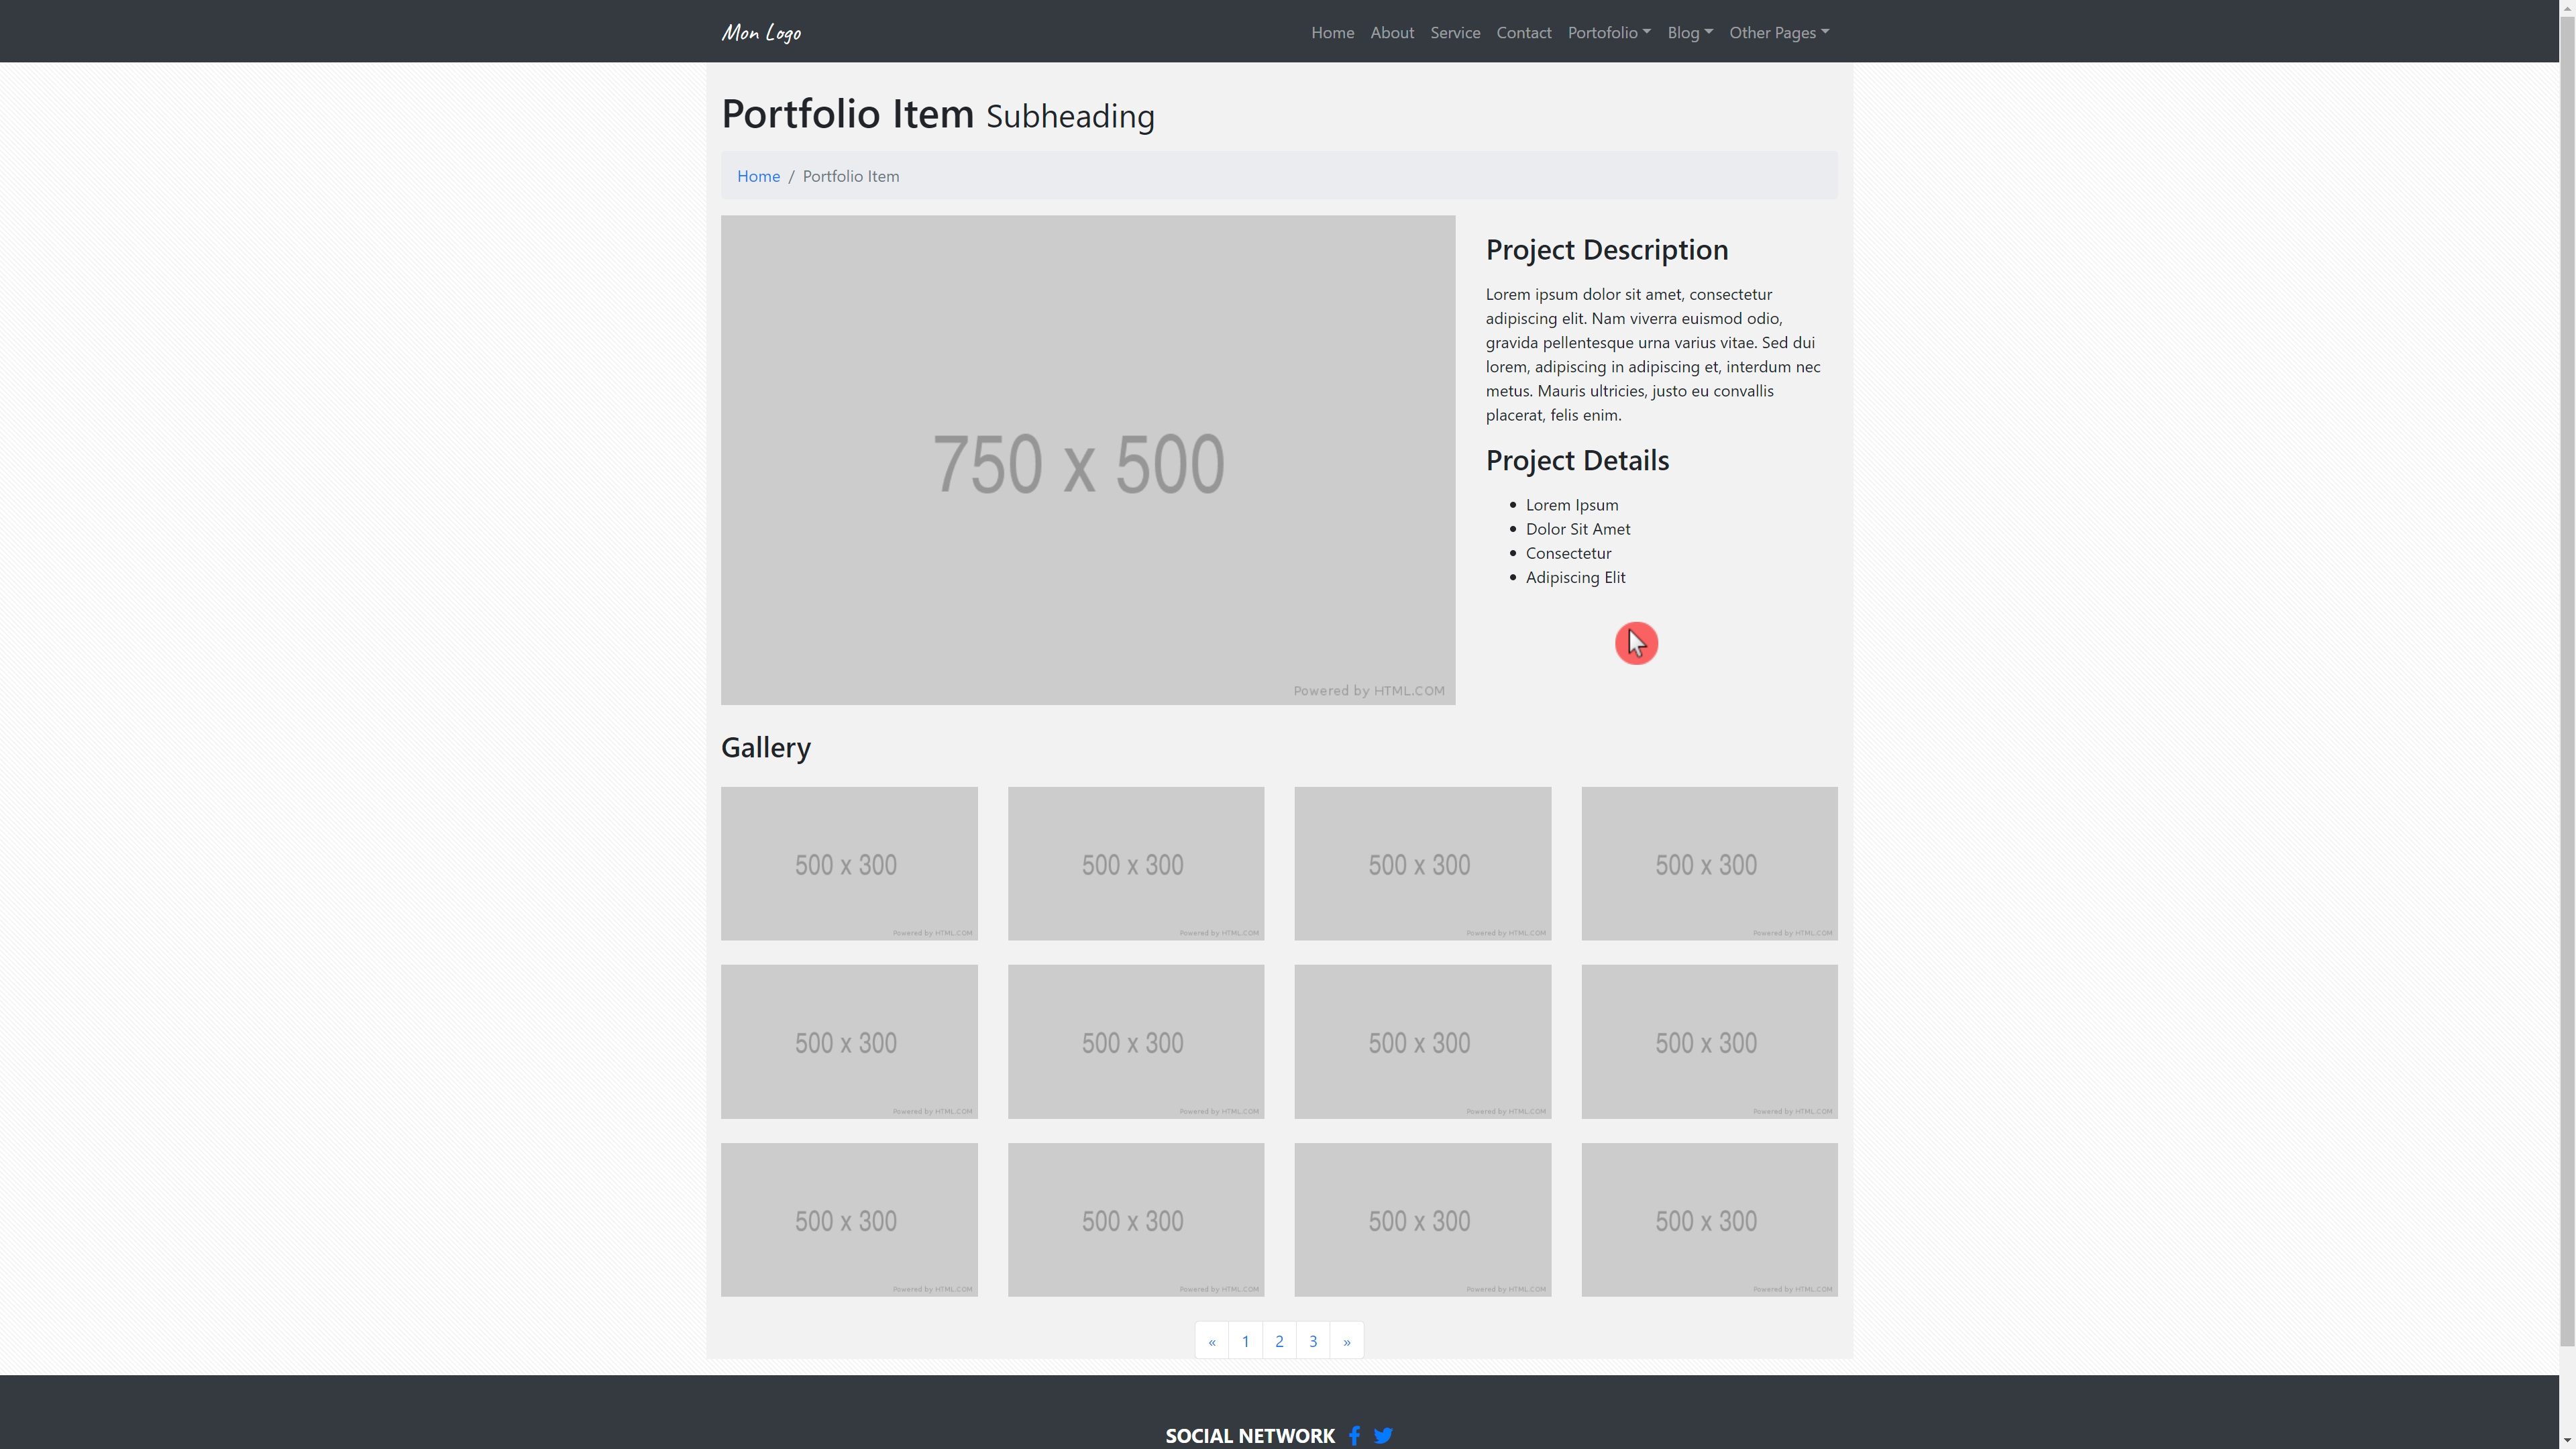 Mon Logo
Home About Service Contact Portofolio Blog Other Pages
Portfolio Item Subheading
Home / Portfolio Item
750 x 500
Powered by HTML.COM
Project Description
Lorem ipsum dolor sit amet, consectetur
adipiscing elit. Nam viverra euismod odio,
gravida pellentesque urna varius vitae. Sed dui
lorem, adipiscing in adipiscing et, interdum nec
metus. Mauris ultricies, justo eu convallis
placerat, felis enim.
Project Details
Lorem Ipsum
Dolor Sit Amet
Consectetur
Adipiscing Elit
Gallery
500 x 300 500 x 300 500 x 300 500 x 300
Powered by HTML.COM Powered by HTML.COM Powered by HTML.COM Powered by HTML.COM
500 x 300 500 x 300 500 x 300 500 x 300
Powered by HTML.COM Powered by HTML.COM Powered by HTML.COM Powered by HTML.COM
500 x 300 500 x 300 500 x 300 500 x 300
Powered by HTML.COM Powered by HTML.COM Powered by HTML.COM Powered by HTML.COM
« 1 2 3 »
SOCIAL NETWORK